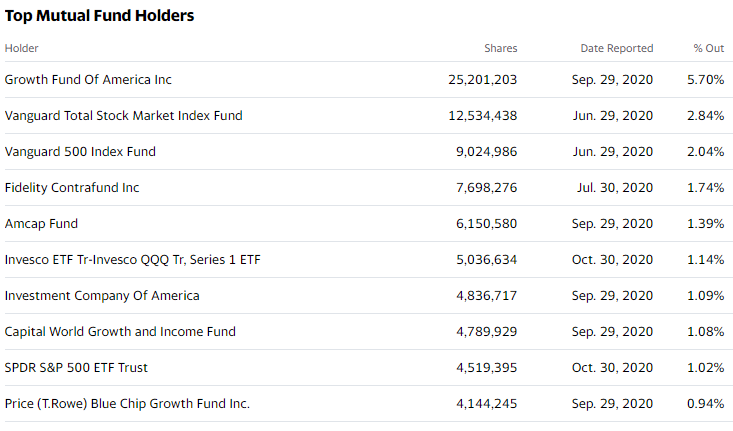 Top Mutual Fund Holders
Holder Shares Date Reported % Out
Growth Fund Of America Inc 25,201,203 Sep. 29, 2020 5.70%
Vanguard Total Stock Market Index Fund 12,534,438 Jun. 29, 2020 2.84%
Vanguard 500 Index Fund 9,024,986 Jun. 29, 2020 2.04%
Fidelity Contrafund Inc 7,698,276 Jul. 30, 2020 1.74%
Amcap Fund 6,150,580 Sep. 29, 2020 1.39%
Invesco ETF Tr-Invesco QQQ Tr, Series 1 ETF 5,036,634 Oct. 30, 2020 1.14%
Investment Company Of America 4,836,717 Sep. 29, 2020 1.09%
Capital World Growth and Income Fund 4,789,929 Sep. 29, 2020 1.08%
SPDR S&P 500 ETF Trust 4,519,395 Oct. 30, 2020 1.02%
Price (T.Rowe) Blue Chip Growth Fund Inc. 4,144,245 Sep. 29, 2020 0.94%